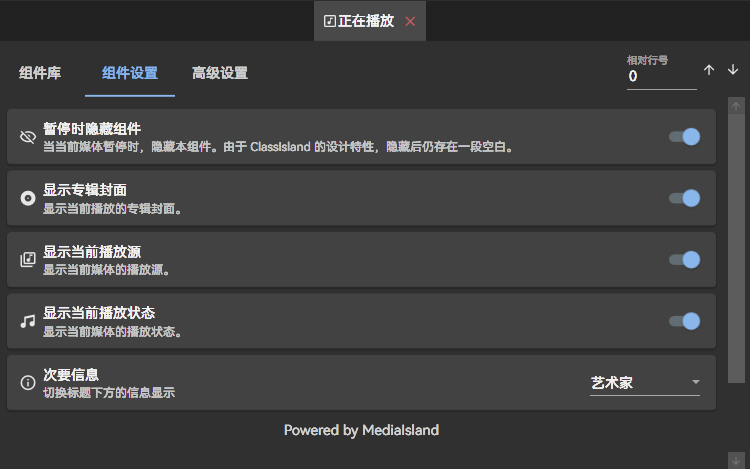 正在播放
组件库 组件设置 高级设置
相对行号
0
暂停时隐藏组件
当当前媒体暂停时，隐藏本组件。由于 ClassIsland 的设计特性，隐藏后仍存在一段空白。
显示专辑封面
显示当前播放的专辑封面。
显示当前播放源
显示当前媒体的播放源。
显示当前播放状态
显示当前媒体的播放状态。
次要信息
切换标题下方的信息显示
艺术家
Powered by MediaIsland